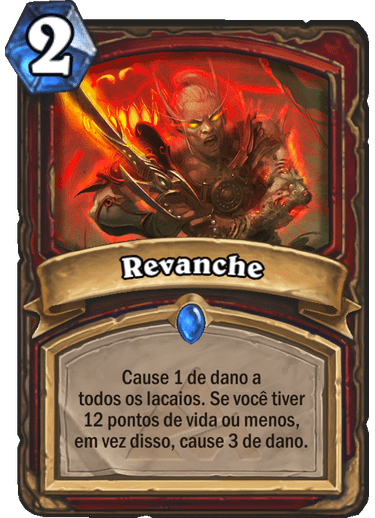 2
Revanche
Cause 1 de dano a
todos os lacaios. Se você tiver
12 pontos de vida ou menos,
em vez disso, cause 3 de dano.